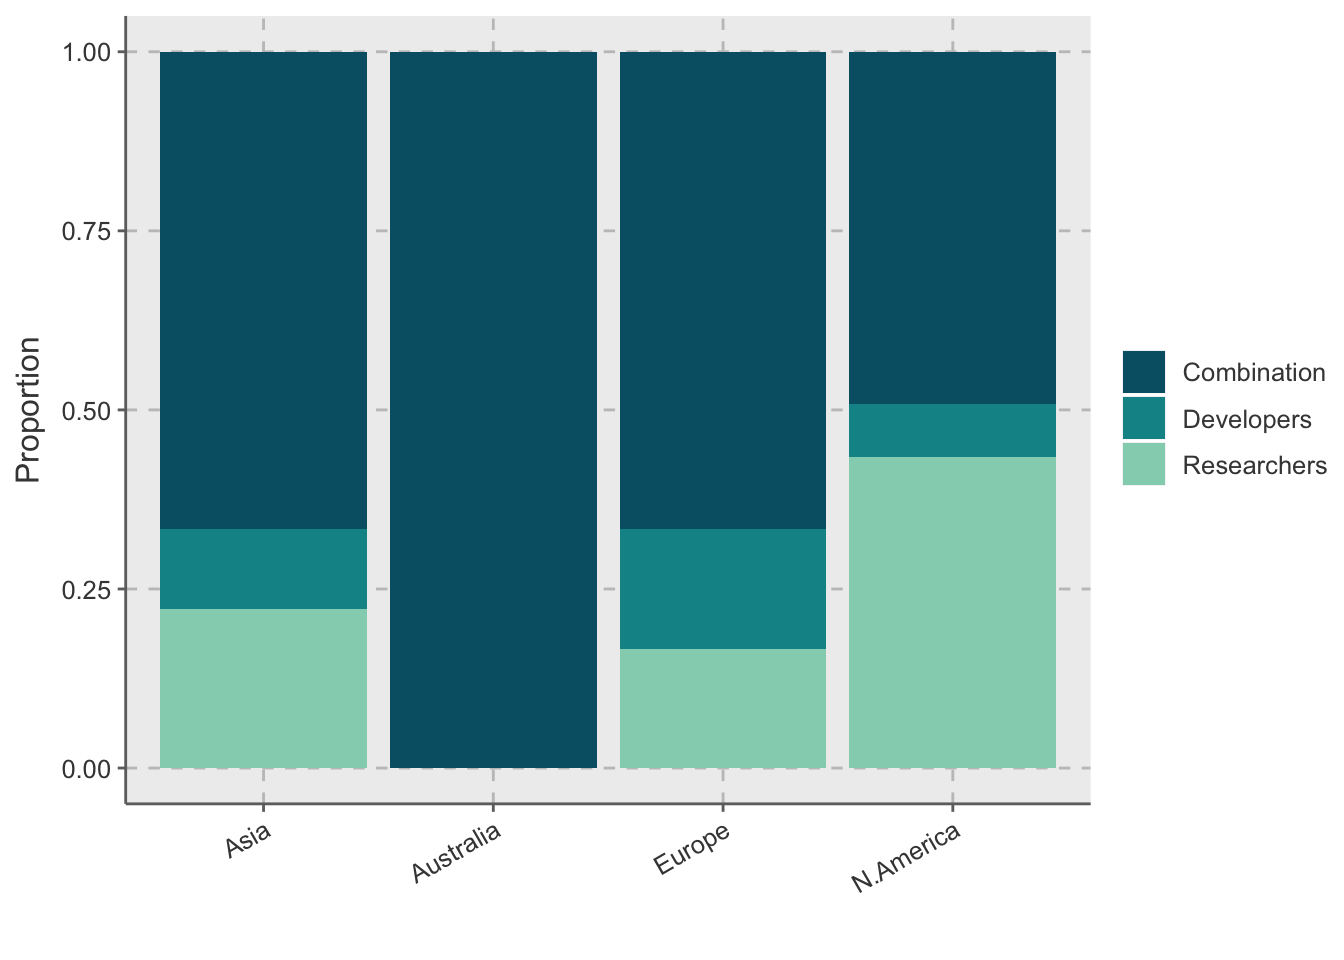 1.00
0.75
0.50
0.25
0.00
Proportion
Asia
Australia
Europe
N.America
Combination
Developers
Researchers